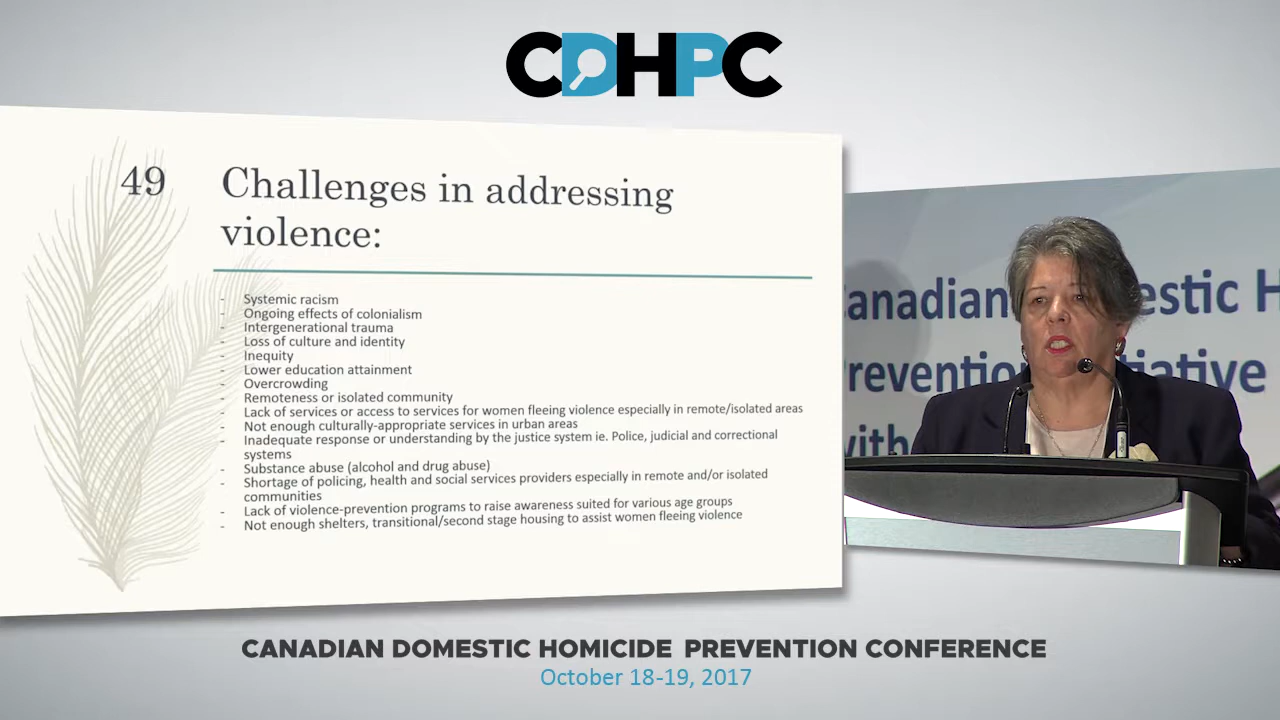 CDHPC
49
Challenges in addressing
violence:
- Systemic racism
- Ongoing effects of colonialism
- Intergenerational trauma
- Loss of culture and identity
- Inequity
- Lower education attainment
- Overcrowding
- Remoteness or isolated community
- Lack of services or access to services for women fleeing violence especially in remote/isolated areas
- Not enough culturally-appropriate services in urban areas
- Inadequate response or understanding by the justice system ie. Police, judicial and correctional
systems
- Substance abuse (alcohol and drug abuse)
- Shortage of policing, health and social services providers especially in remote and/or isolated
communities
- Lack of violence-prevention programs to raise awareness suited for various age groups
- Not enough shelters, transitional/second stage housing to assist women fleeing violence
anadian estic H
revention itiative
with
CANADIAN DOMESTIC HOMICIDE PREVENTION CONFERENCE
October 18-19, 2017